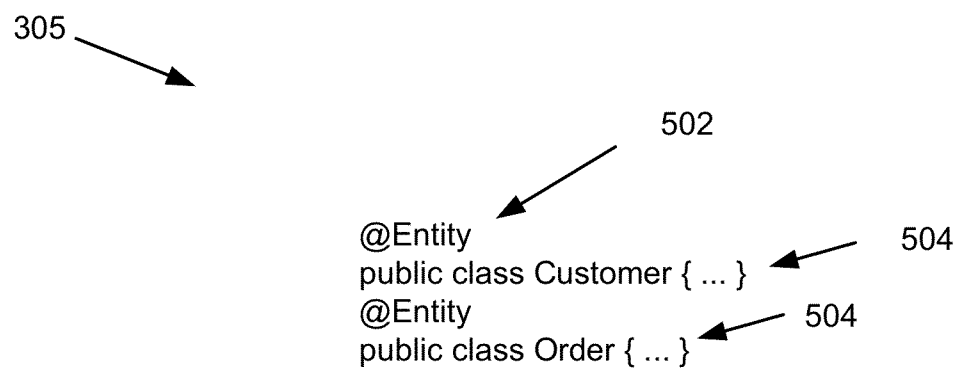 305
502
@Entity
504
public class Customer { ... }
@Entity
504
public class Order { ... }